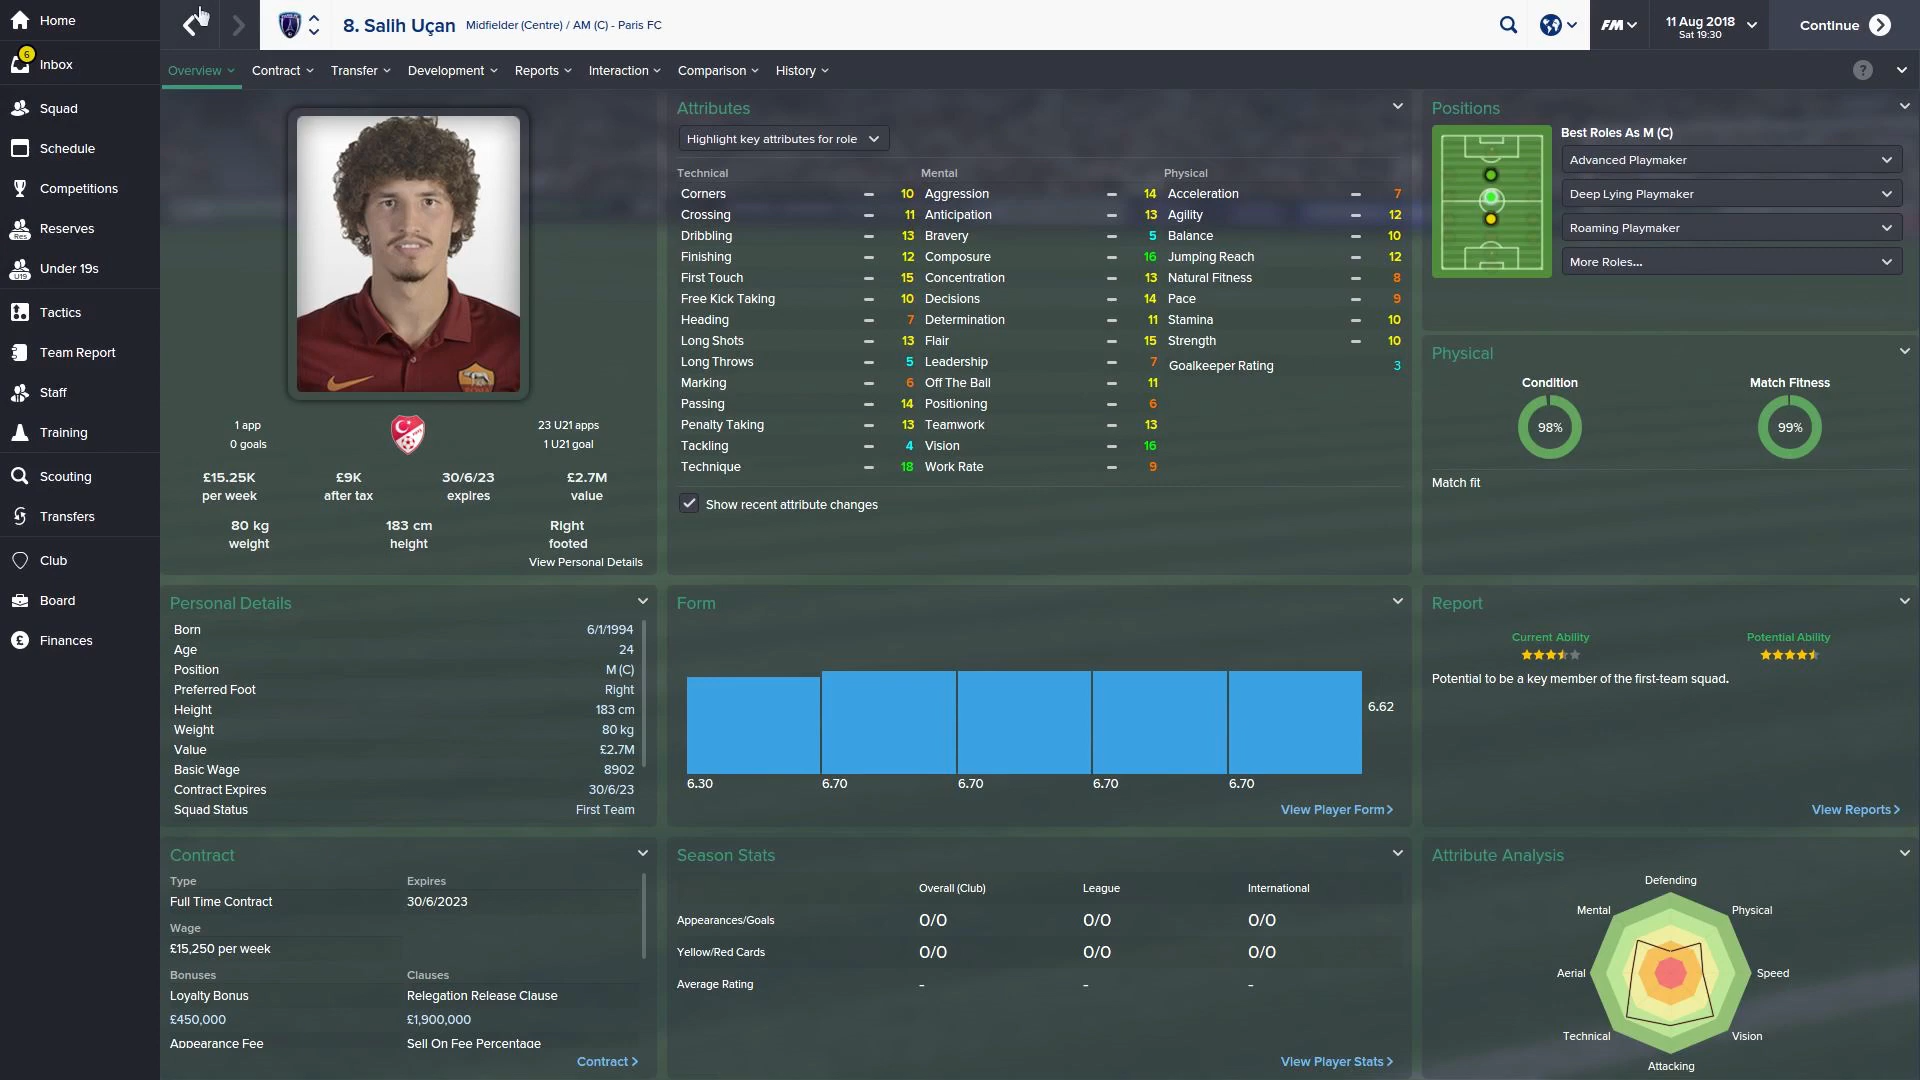 Home
6
Inbox
Squad
Schedule
Competitions
Res
Reserves
U19
Under 19s
Tactics
Team Report
Staff
Training
Scouting
Transfers
Club
Board
£ Finances
8. Salih Uçan Midfielder (Centre) / AM (C) - Paris FC
FM
11 Aug 2018
Sat 19:30
Continue
Overview Contract Transfer Development Reports Interaction Comparison History
?
1 app
0 goals
23 U21 apps
1 U21 goal
£15.25K
per week
£9K
after tax
30/6/23
expires
£2.7M
value
80 kg
weight
183 cm
height
Right
footed
View Personal Details
Attributes
Highlight key attributes for role
Technical Mental Physical
Corners - 10 Aggression - 14 Acceleration - 7
Crossing - 11 Anticipation - 13 Agility - 12
Dribbling - 13 Bravery - 5 Balance - 10
Finishing - 12 Composure - 16 Jumping Reach - 12
First Touch - 15 Concentration - 13 Natural Fitness - 8
Free Kick Taking - 10 Decisions - 14 Pace - 9
Heading - 7 Determination - 11 Stamina - 10
Long Shots - 13 Flair - 15 Strength - 10
Long Throws - 5 Leadership - 7 Goalkeeper Rating 3
Marking - 6 Off The Ball - 11
Passing - 14 Positioning - 6
Penalty Taking - 13 Teamwork - 13
Tackling - 4 Vision - 16
Technique - 18 Work Rate - 9
Show recent attribute changes
Positions
Best Roles As M (C)
Advanced Playmaker
Deep Lying Playmaker
Roaming Playmaker
More Roles...
Physical
Condition Match Fitness
98% 99%
Match fit
Personal Details
Born 6/1/1994
Age 24
Position M (C)
Preferred Foot Right
Height 183 cm
Weight 80 kg
Value £2.7M
Basic Wage 8902
Contract Expires 30/6/23
Squad Status First Team
Form
6.62
6.30 6.70 6.70 6.70 6.70
View Player Form
Report
Current Ability Potential Ability
Potential to be a key member of the first-team squad.
View Reports
Contract
Type Expires
Full Time Contract 30/6/2023
Wage
£15,250 per week
Bonuses Clauses
Loyalty Bonus Relegation Release Clause
£450,000 £1,900,000
Appearance Fee Sell On Fee Percentage
Contract
Season Stats
Overall (Club) League International
Appearances/Goals 0/0 0/0 0/0
Yellow/Red Cards 0/0 0/0 0/0
Average Rating - - -
View Player Stats
Attribute Analysis
Defending
Mental Physical
Aerial Speed
Technical Vision
Attacking